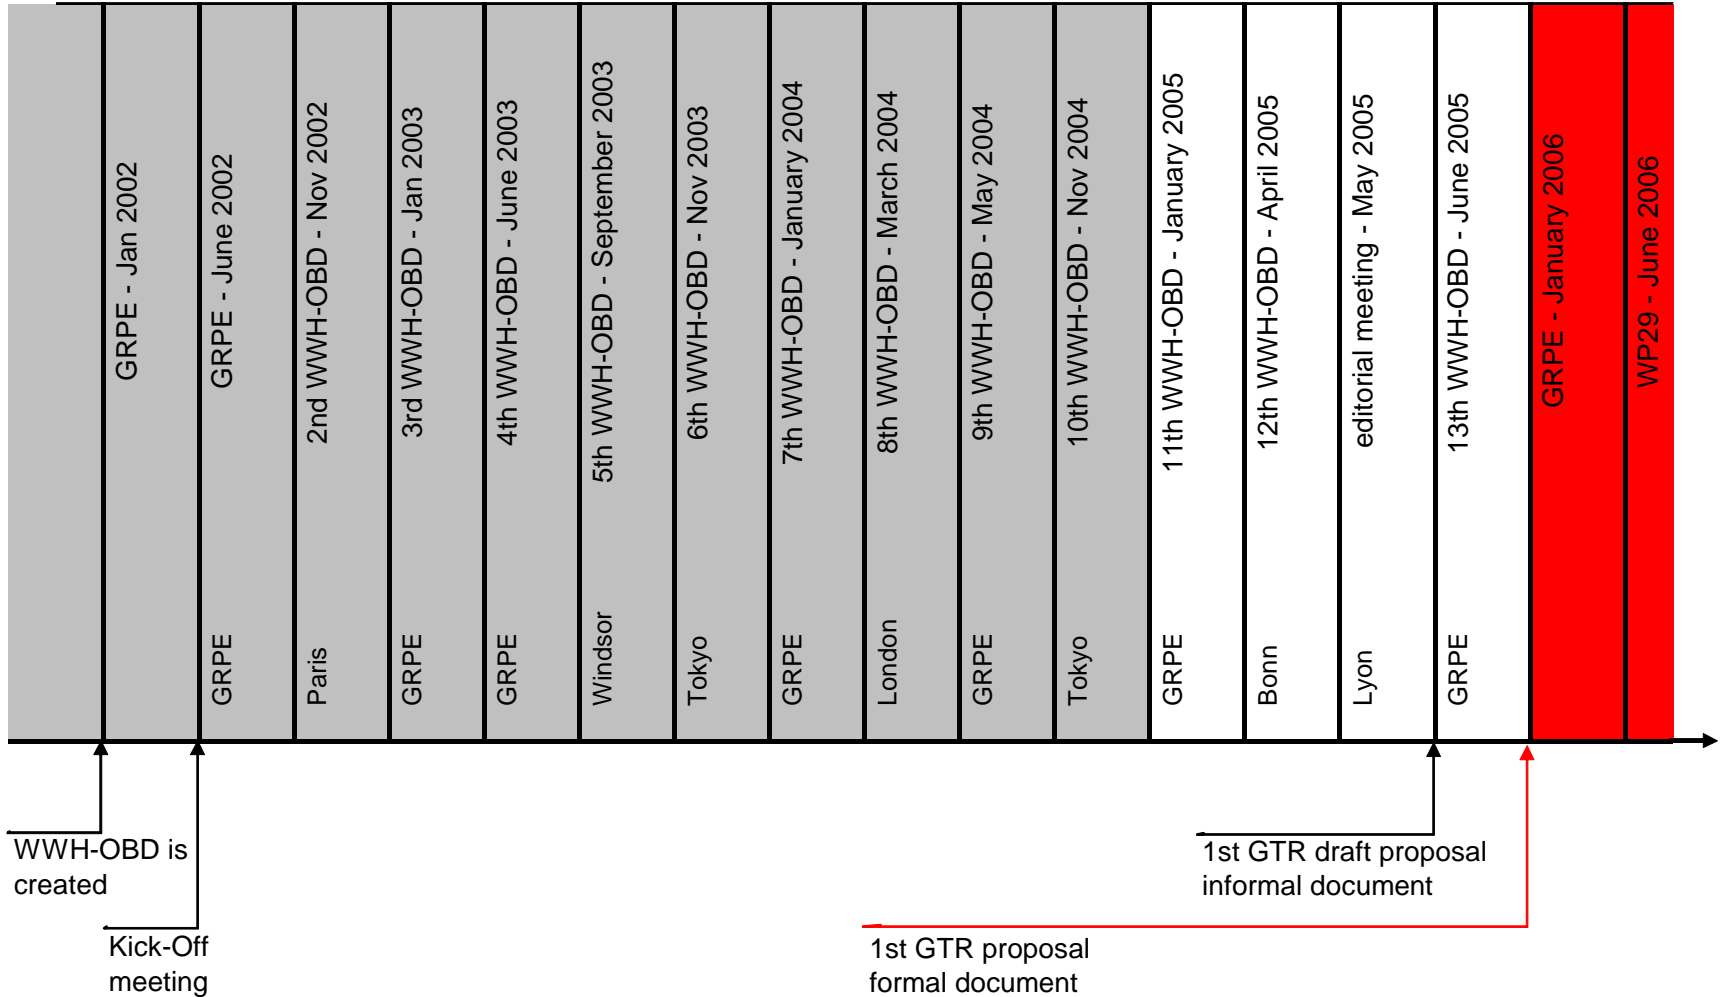 GRPE - Jan 2002
GRPE - June 2002
GRPE
2nd WWH-OBD - Nov 2002
Paris
3rd WWH-OBD - Jan 2003
GRPE
4th WWH-OBD - June 2003
GRPE
5th WWH-OBD - September 2003
Windsor
6th WWH-OBD - Nov 2003
Tokyo
7th WWH-OBD - January 2004
GRPE
8th WWH-OBD - March 2004
London
9th WWH-OBD - May 2004
GRPE
10th WWH-OBD - Nov 2004
Tokyo
11th WWH-OBD - January 2005
GRPE
12th WWH-OBD - April 2005
Bonn
editorial meeting - May 2005
Lyon
13th WWH-OBD - June 2005
GRPE
GRPE - January 2006
WP29 - June 2006
WWH-OBD is
created
Kick-Off
meeting
1st GTR draft proposal
informal document
1st GTR proposal
formal document